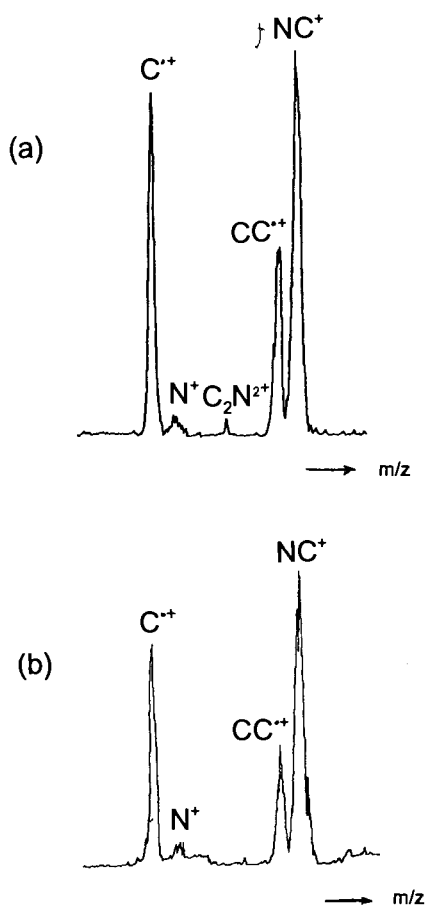 NC⁺
C·⁺
(a)
CC·⁺
N⁺ C₂N²⁺
m/z
NC⁺
C·⁺
(b)
CC·⁺
N⁺
m/z